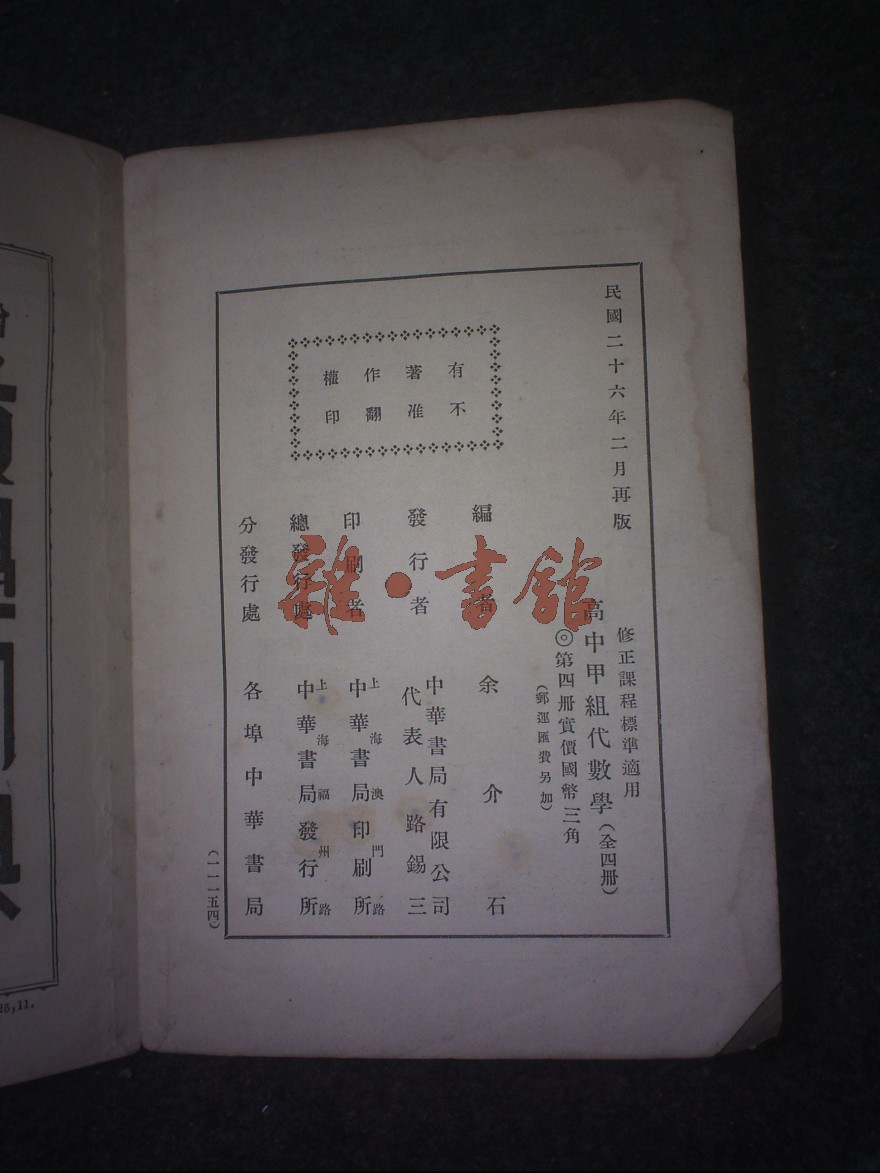 民國二十六年二月再版
修正課程標準適用
高中甲組代數學(全四冊)
◎第四冊實價國幣三角
(郵運匯費另加)
有不
著准
作翻
權印
編者 余介石
發行者 中華書局有限公司
代表人路錫三
印刷者 上海澳門路
中華書局印刷所
總發行處 上海福州路
中華書局發行所
分發行處 各埠中華書局
(一一一五四)
雜·書館
25,11.